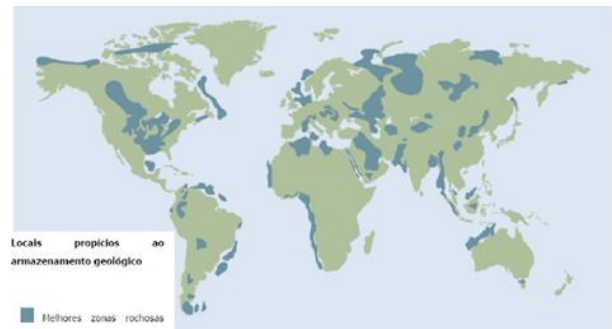 Locais propícios ao
armazenamento geológico
Melhores zonas rochosas